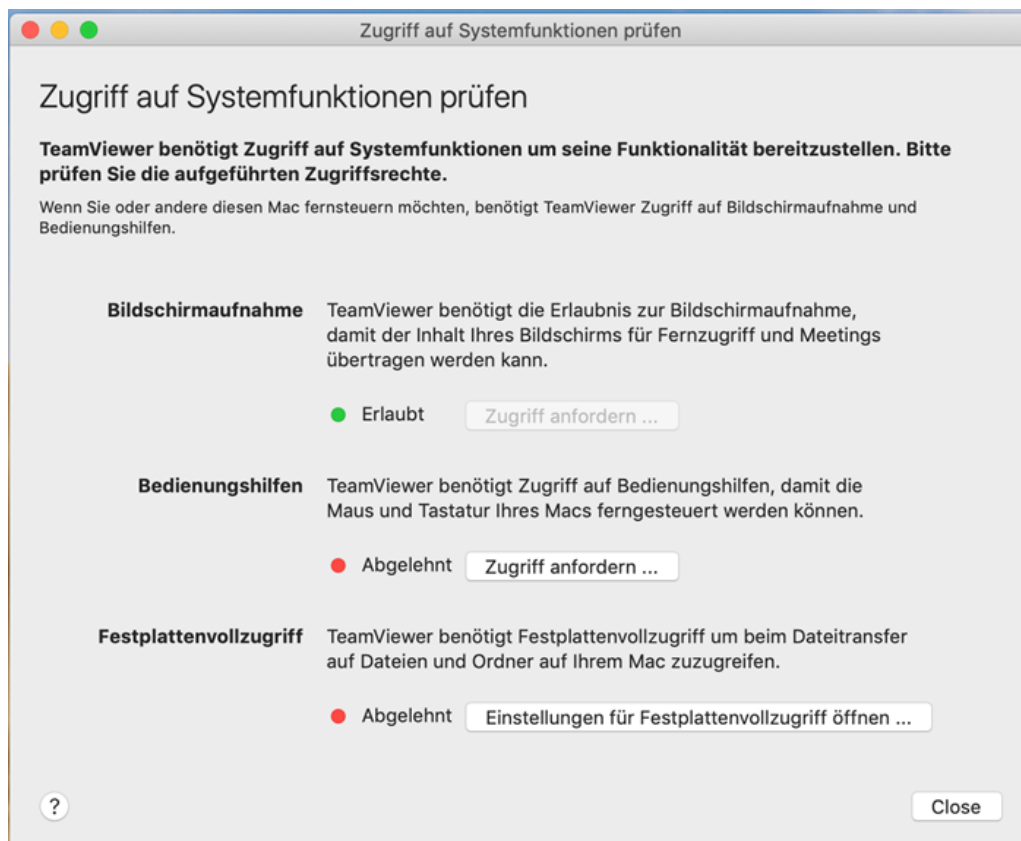 Zugriff auf Systemfunktionen prüfen
Zugriff auf Systemfunktionen prüfen
TeamViewer benötigt Zugriff auf Systemfunktionen um seine Funktionalität bereitzustellen. Bitte
prüfen Sie die aufgeführten Zugriffsrechte.
Wenn Sie oder andere diesen Mac fernsteuern möchten, benötigt TeamViewer Zugriff auf Bildschirmaufnahme und
Bedienungshilfen.
Bildschirmaufnahme TeamViewer benötigt die Erlaubnis zur Bildschirmaufnahme,
damit der Inhalt Ihres Bildschirms für Fernzugriff und Meetings
übertragen werden kann.
Erlaubt Zugriff anfordern ...
Bedienungshilfen TeamViewer benötigt Zugriff auf Bedienungshilfen, damit die
Maus und Tastatur Ihres Macs ferngesteuert werden können.
Abgelehnt Zugriff anfordern ...
Festplattenvollzugriff TeamViewer benötigt Festplattenvollzugriff um beim Dateitransfer
auf Dateien und Ordner auf Ihrem Mac zuzugreifen.
Abgelehnt Einstellungen für Festplattenvollzugriff öffnen ...
? Close